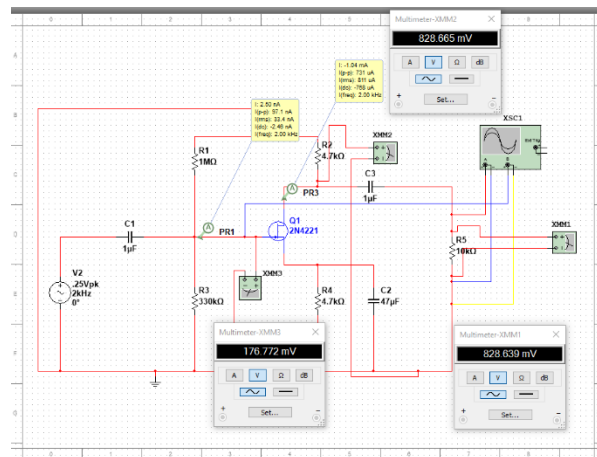 Multimeter-XMM2
828.665 mV
A V Ω dB
+ Set... -
I: -1.04 mA
I(p-p): 731 uA
I(rms): 811 uA
I(dc): -768 uA
I(freq): 2.00 kHz
I: 2.50 nA
I(p-p): 97.1 nA
I(rms): 33.4 nA
I(dc): -2.46 nA
I(freq): 2.00 kHz
XSC1
Ext Trig
A B
R1
1MΩ
R2
4.7kΩ
XMM2
C3
1µF
PR3
C1
1µF
PR1
Q1
2N4221
XMM1
R5
10kΩ
V2
.25Vpk
2kHz
0°
XMM3
R3
330kΩ
R4
4.7kΩ
C2
47µF
Multimeter-XMM3
176.772 mV
A V Ω dB
+ Set... -
Multimeter-XMM1
828.639 mV
A V Ω dB
+ Set... -